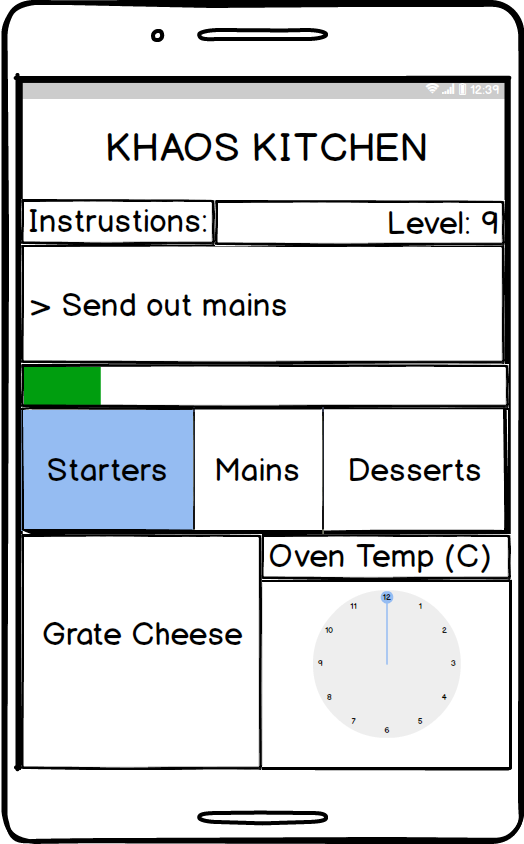 12:39
KHAOS KITCHEN
Instrustions:
Level: 9
> Send out mains
Starters
Mains
Desserts
Grate Cheese
Oven Temp (C)
12
11
1
10
2
9
3
8
4
7
5
6